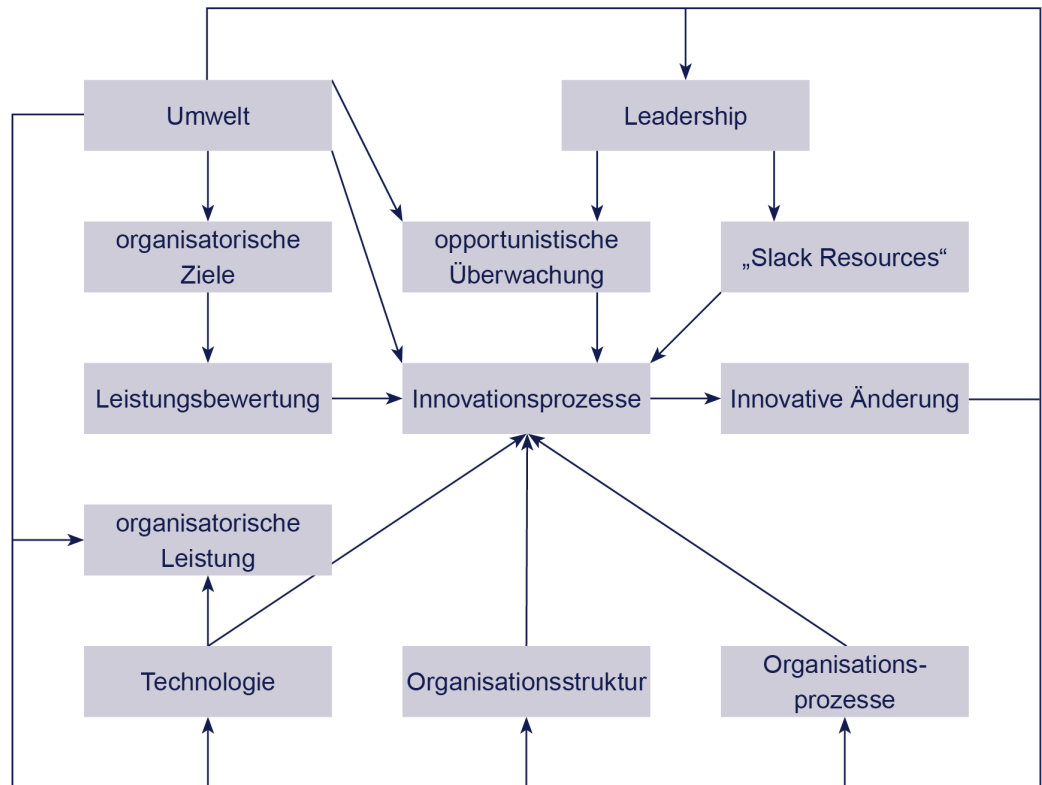 Umwelt
Leadership
organisatorische
Ziele
opportunistische
Überwachung
„Slack Resources“
Leistungsbewertung
Innovationsprozesse
Innovative Änderung
organisatorische
Leistung
Technologie
Organisationsstruktur
Organisations-
prozesse